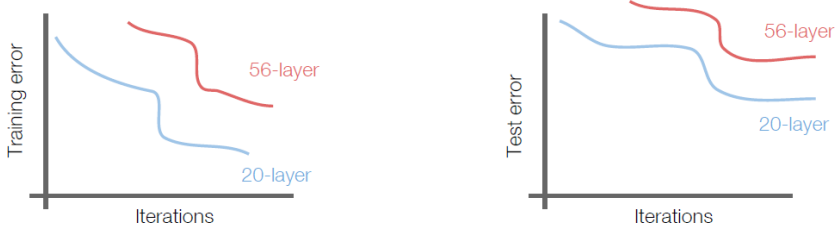 Training error
56-layer
20-layer
Iterations
Test error
56-layer
20-layer
Iterations